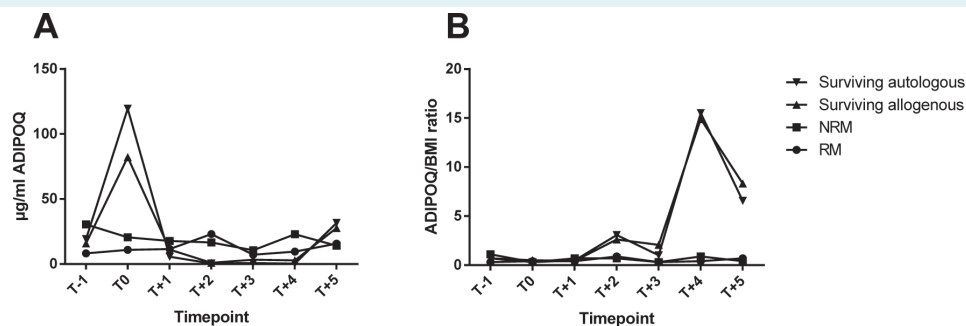 A
150
100
50
0
µg/ml ADIPOQ
T-1 T0 T+1 T+2 T+3 T+4 T+5
Timepoint
B
20
15
10
5
0
ADIPOQ/BMI ratio
T-1 T0 T+1 T+2 T+3 T+4 T+5
Timepoint
Surviving autologous
Surviving allogenous
NRM
RM